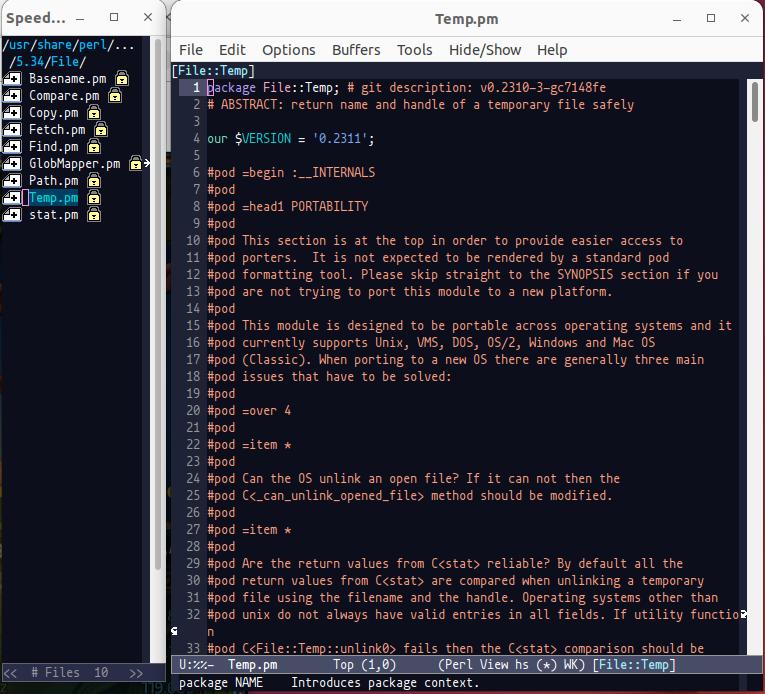 Speed...
/usr/share/perl/...
/5.34/File/
Basename.pm
Compare.pm
Copy.pm
Fetch.pm
Find.pm
GlobMapper.pm
Path.pm
Temp.pm
stat.pm
<< # Files 10 >>
Temp.pm
File Edit Options Buffers Tools Hide/Show Help
[File::Temp]
1 package File::Temp; # git description: v0.2310-3-gc7148fe
2 # ABSTRACT: return name and handle of a temporary file safely
3
4 our $VERSION = '0.2311';
5
6 #pod =begin :__INTERNALS
7 #pod
8 #pod =head1 PORTABILITY
9 #pod
10 #pod This section is at the top in order to provide easier access to
11 #pod porters.  It is not expected to be rendered by a standard pod
12 #pod formatting tool. Please skip straight to the SYNOPSIS section if you
13 #pod are not trying to port this module to a new platform.
14 #pod
15 #pod This module is designed to be portable across operating systems and it
16 #pod currently supports Unix, VMS, DOS, OS/2, Windows and Mac OS
17 #pod (Classic). When porting to a new OS there are generally three main
18 #pod issues that have to be solved:
19 #pod
20 #pod =over 4
21 #pod
22 #pod =item *
23 #pod
24 #pod Can the OS unlink an open file? If it can not then the
25 #pod C<_can_unlink_opened_file> method should be modified.
26 #pod
27 #pod =item *
28 #pod
29 #pod Are the return values from C<stat> reliable? By default all the
30 #pod return values from C<stat> are compared when unlinking a temporary
31 #pod file using the filename and the handle. Operating systems other than
32 #pod unix do not always have valid entries in all fields. If utility functio
n
33 #pod C<File::Temp::unlink0> fails then the C<stat> comparison should be
U:%%- Temp.pm Top (1,0) (Perl View hs (*) WK) [File::Temp]
package NAME    Introduces package context.